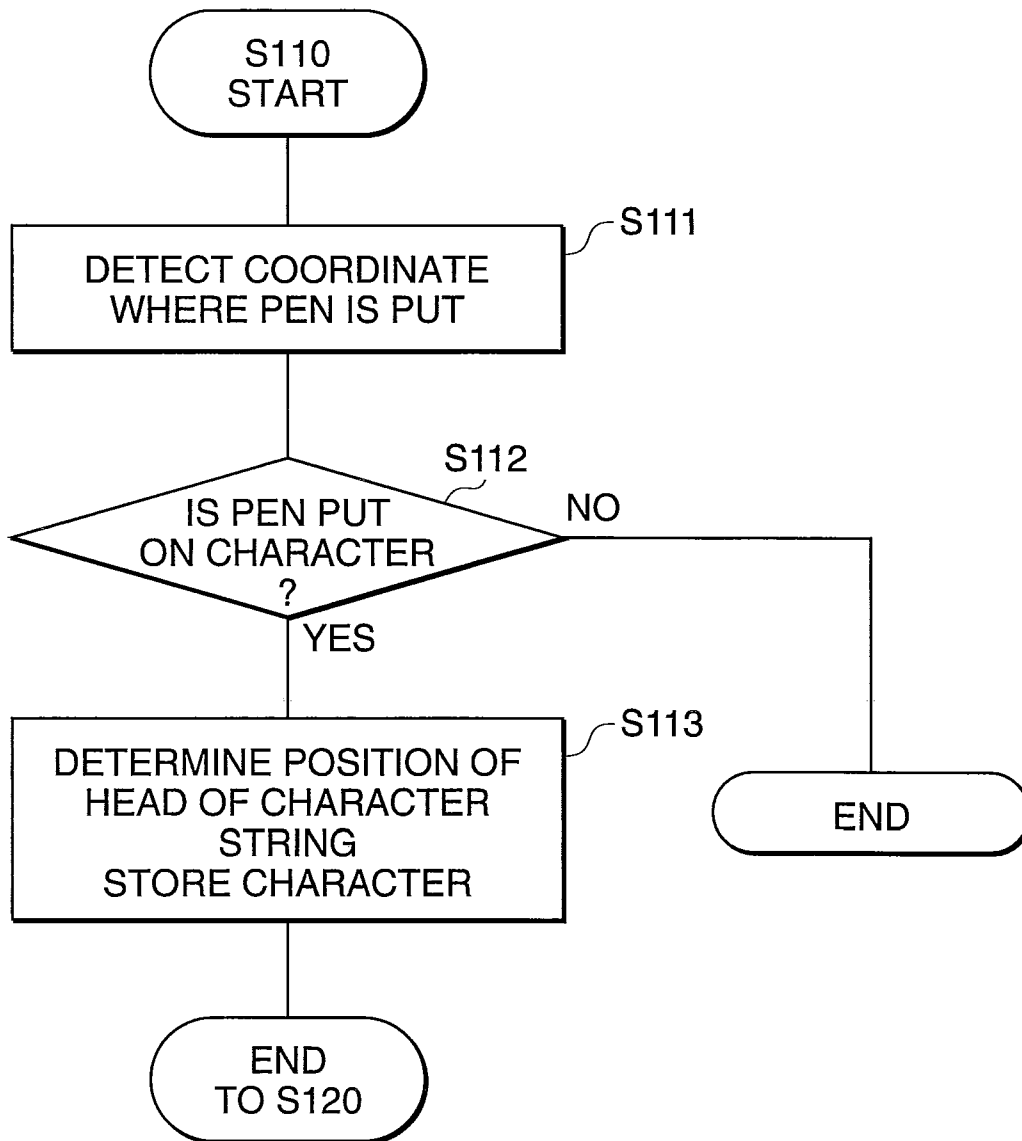 S110
START
S111
DETECT COORDINATE
WHERE PEN IS PUT
S112
IS PEN PUT
ON CHARACTER
?
NO
YES
S113
DETERMINE POSITION OF
HEAD OF CHARACTER
STRING
STORE CHARACTER
END
END
TO S120